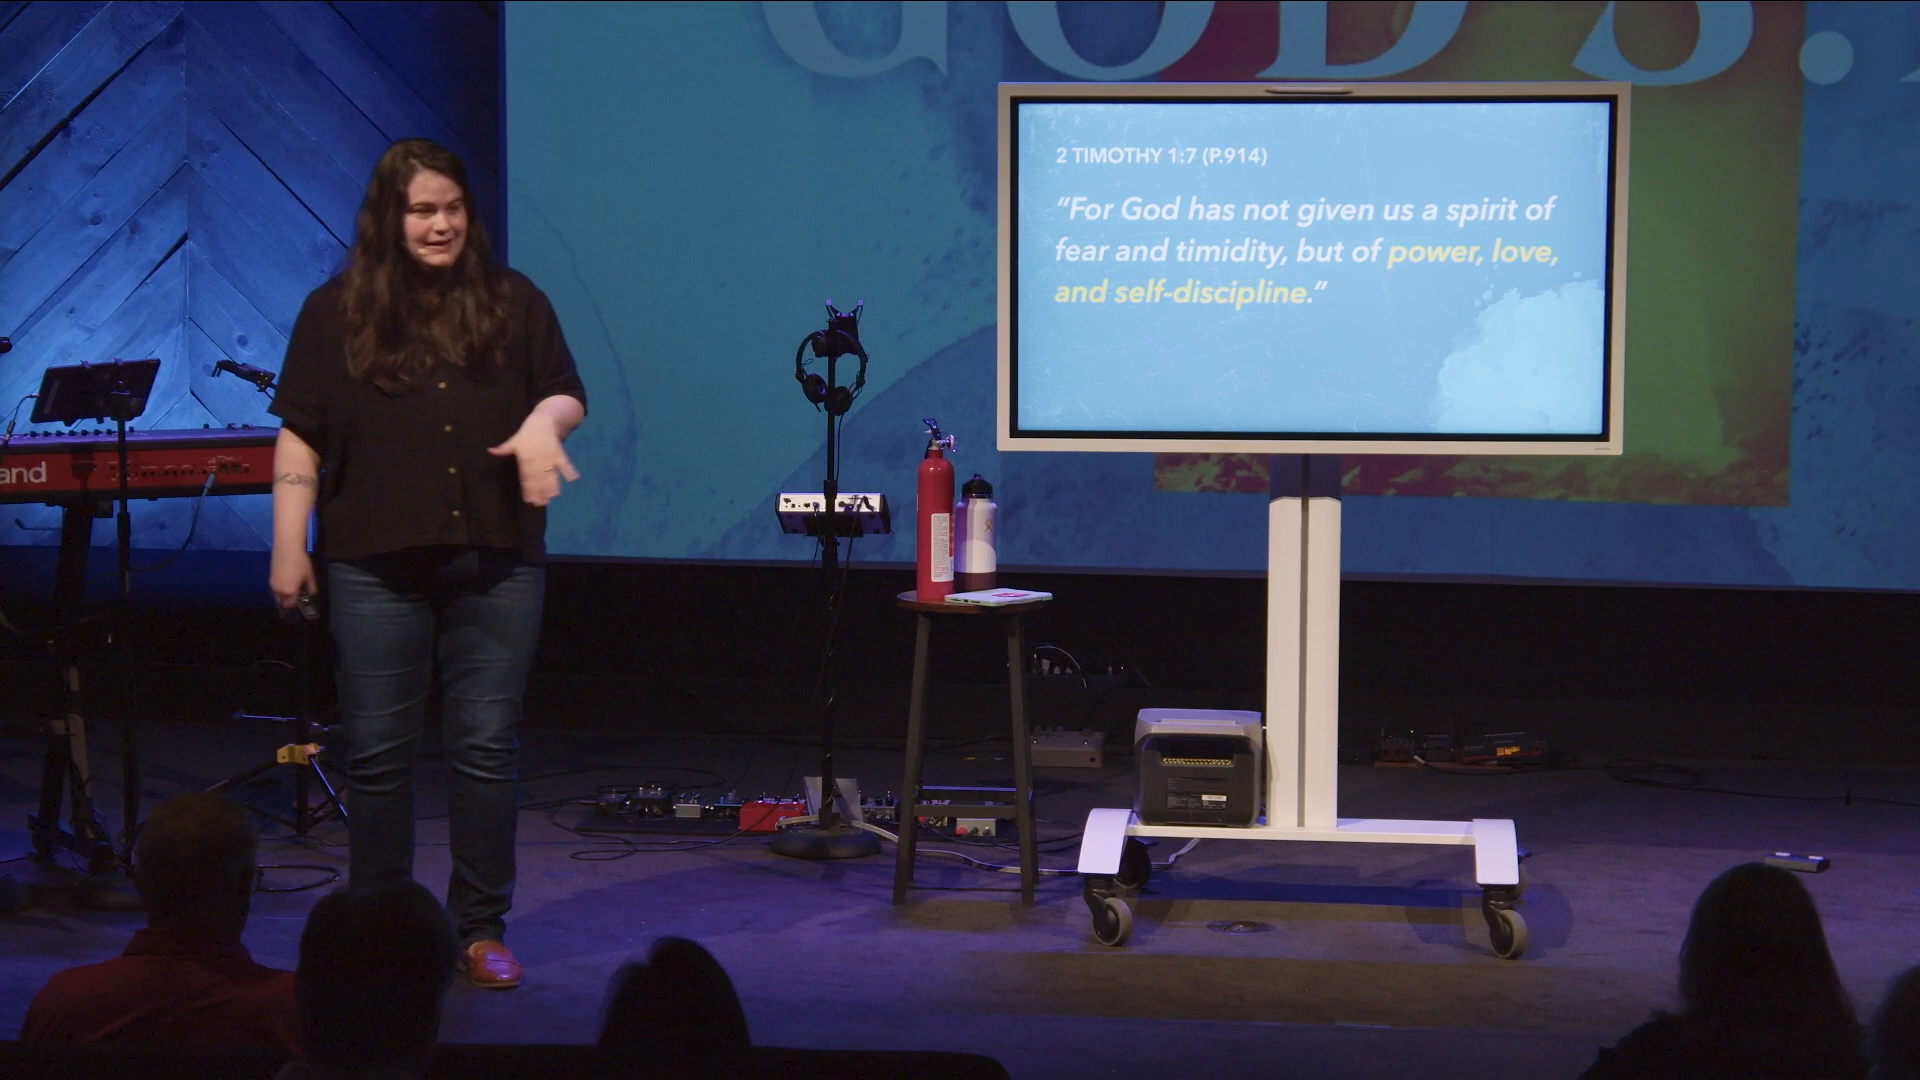 GOD'S.
2 TIMOTHY 1:7 (P.914)
“For God has not given us a spirit of
fear and timidity, but of power, love,
and self-discipline.”
and